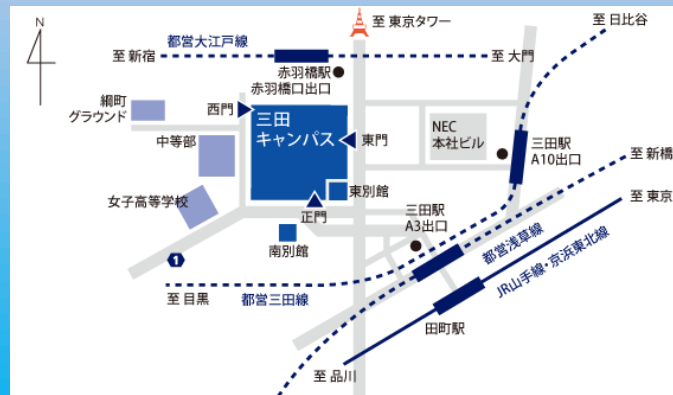 N
至 東京タワー
至 日比谷
都営大江戸線
至 新宿
至 大門
赤羽橋駅
赤羽橋口出口
綱町
グラウンド
西門
三田
キャンパス
東門
NEC
本社ビル
三田駅
A10出口
至 新橋
中等部
女子高等学校
東別館
至 東京
正門
三田駅
A3出口
南別館
1
都営浅草線
JR山手線・京浜東北線
至 目黒
都営三田線
田町駅
至 品川